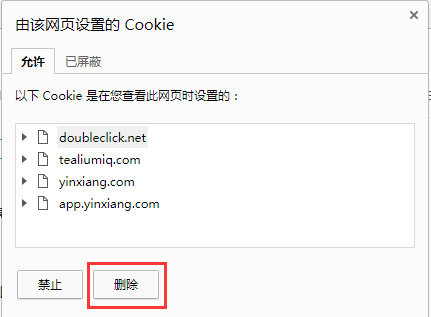 由该网页设置的 Cookie
允许 已屏蔽
以下 Cookie 是在您查看此网页时设置的：
doubleclick.net
tealiumiq.com
yinxiang.com
app.yinxiang.com
禁止 删除